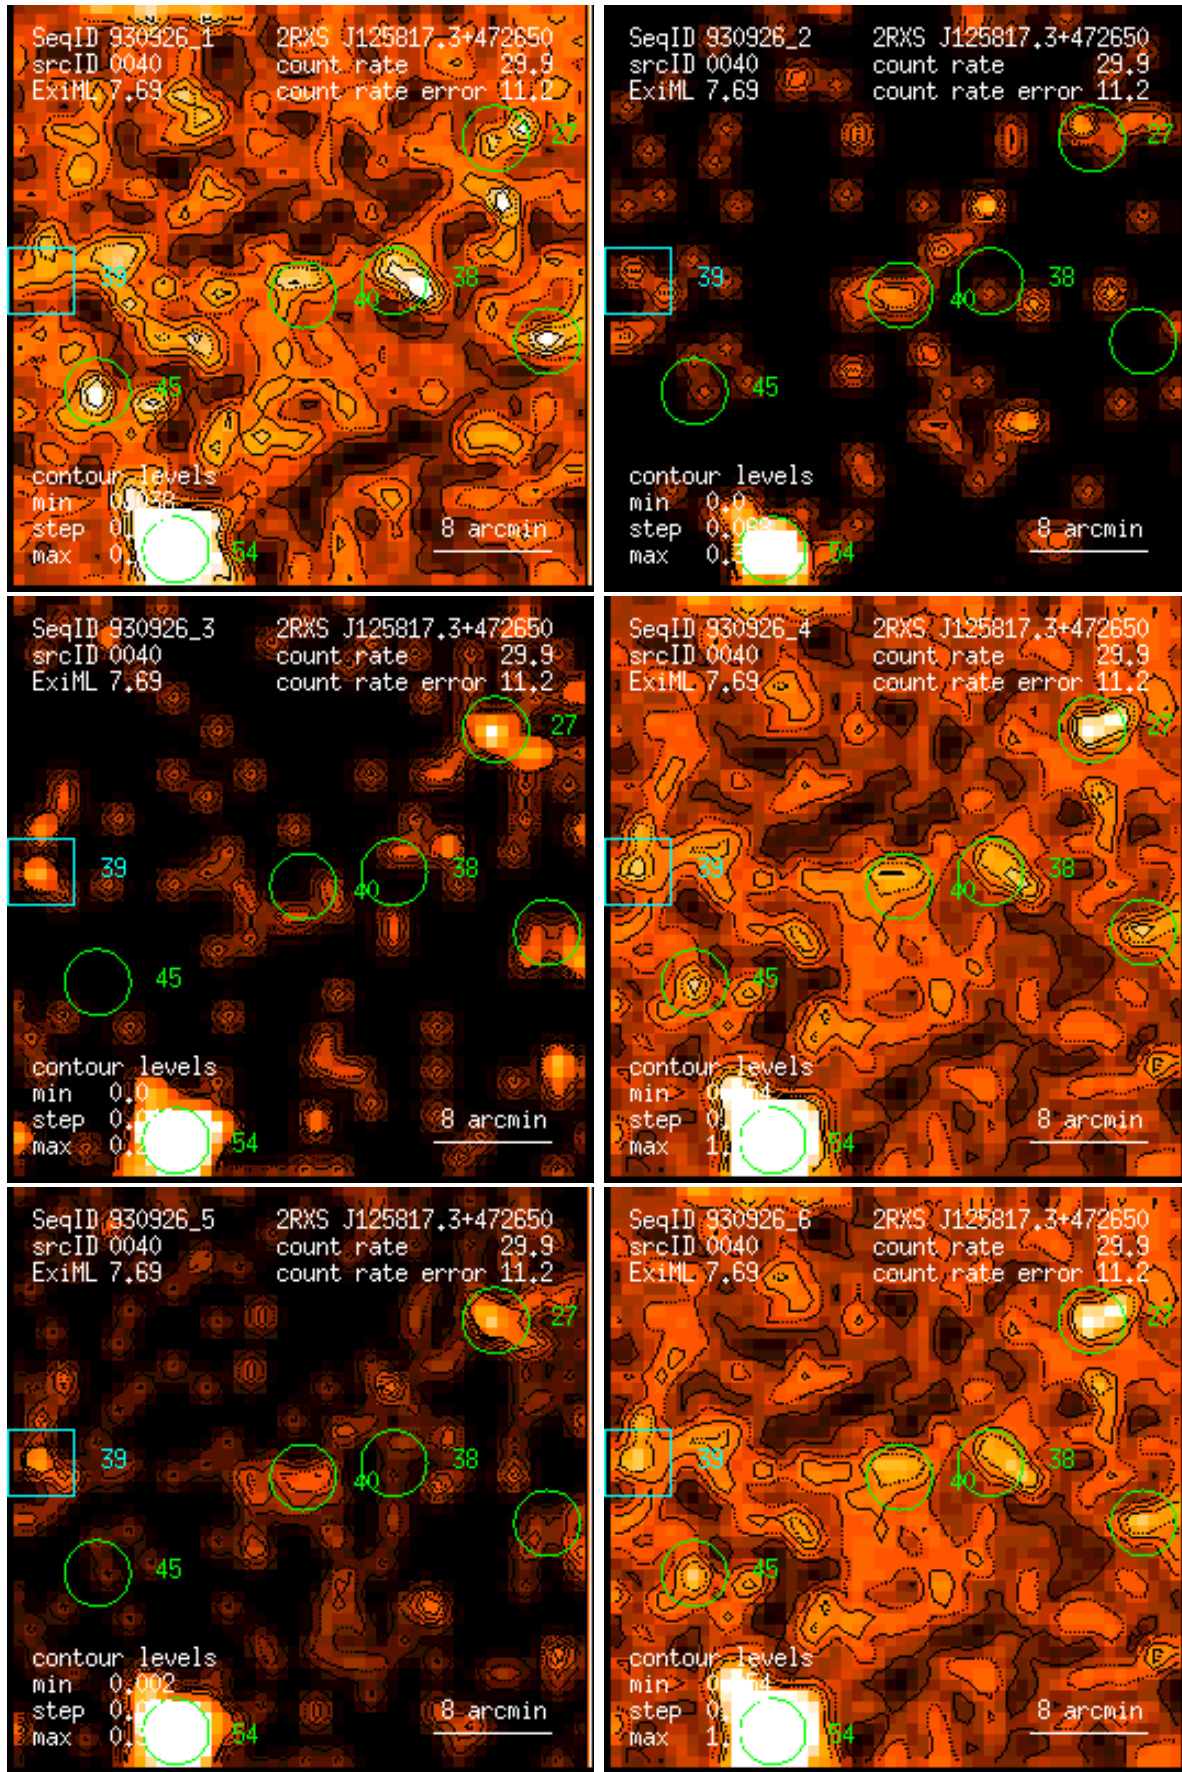 SeqID 930926_1 2RXS J125817.3+472650
srcID 0040 count rate 29.9
ExiML 7.69 count rate error 11.2
27
39
38
40
45
contour levels
min
step
max
8 arcmin
54
SeqID 930926_2 2RXS J125817.3+472650
srcID 0040 count rate 29.9
ExiML 7.69 count rate error 11.2
27
39
38
40
45
contour levels
min 0.0
step
max
8 arcmin
54
SeqID 930926_3 2RXS J125817.3+472650
srcID 0040 count rate 29.9
ExiML 7.69 count rate error 11.2
27
39
38
40
45
contour levels
min 0.0
step
max
8 arcmin
54
SeqID 930926_4 2RXS J125817.3+472650
srcID 0040 count rate 29.9
ExiML 7.69 count rate error 11.2
27
39
38
40
45
contour levels
min
step
max
8 arcmin
54
SeqID 930926_5 2RXS J125817.3+472650
srcID 0040 count rate 29.9
ExiML 7.69 count rate error 11.2
27
39
38
40
45
contour levels
min 0.002
step
max
8 arcmin
54
SeqID 930926_6 2RXS J125817.3+472650
srcID 0040 count rate 29.9
ExiML 7.69 count rate error 11.2
27
39
38
40
45
contour levels
min
step
max
8 arcmin
54